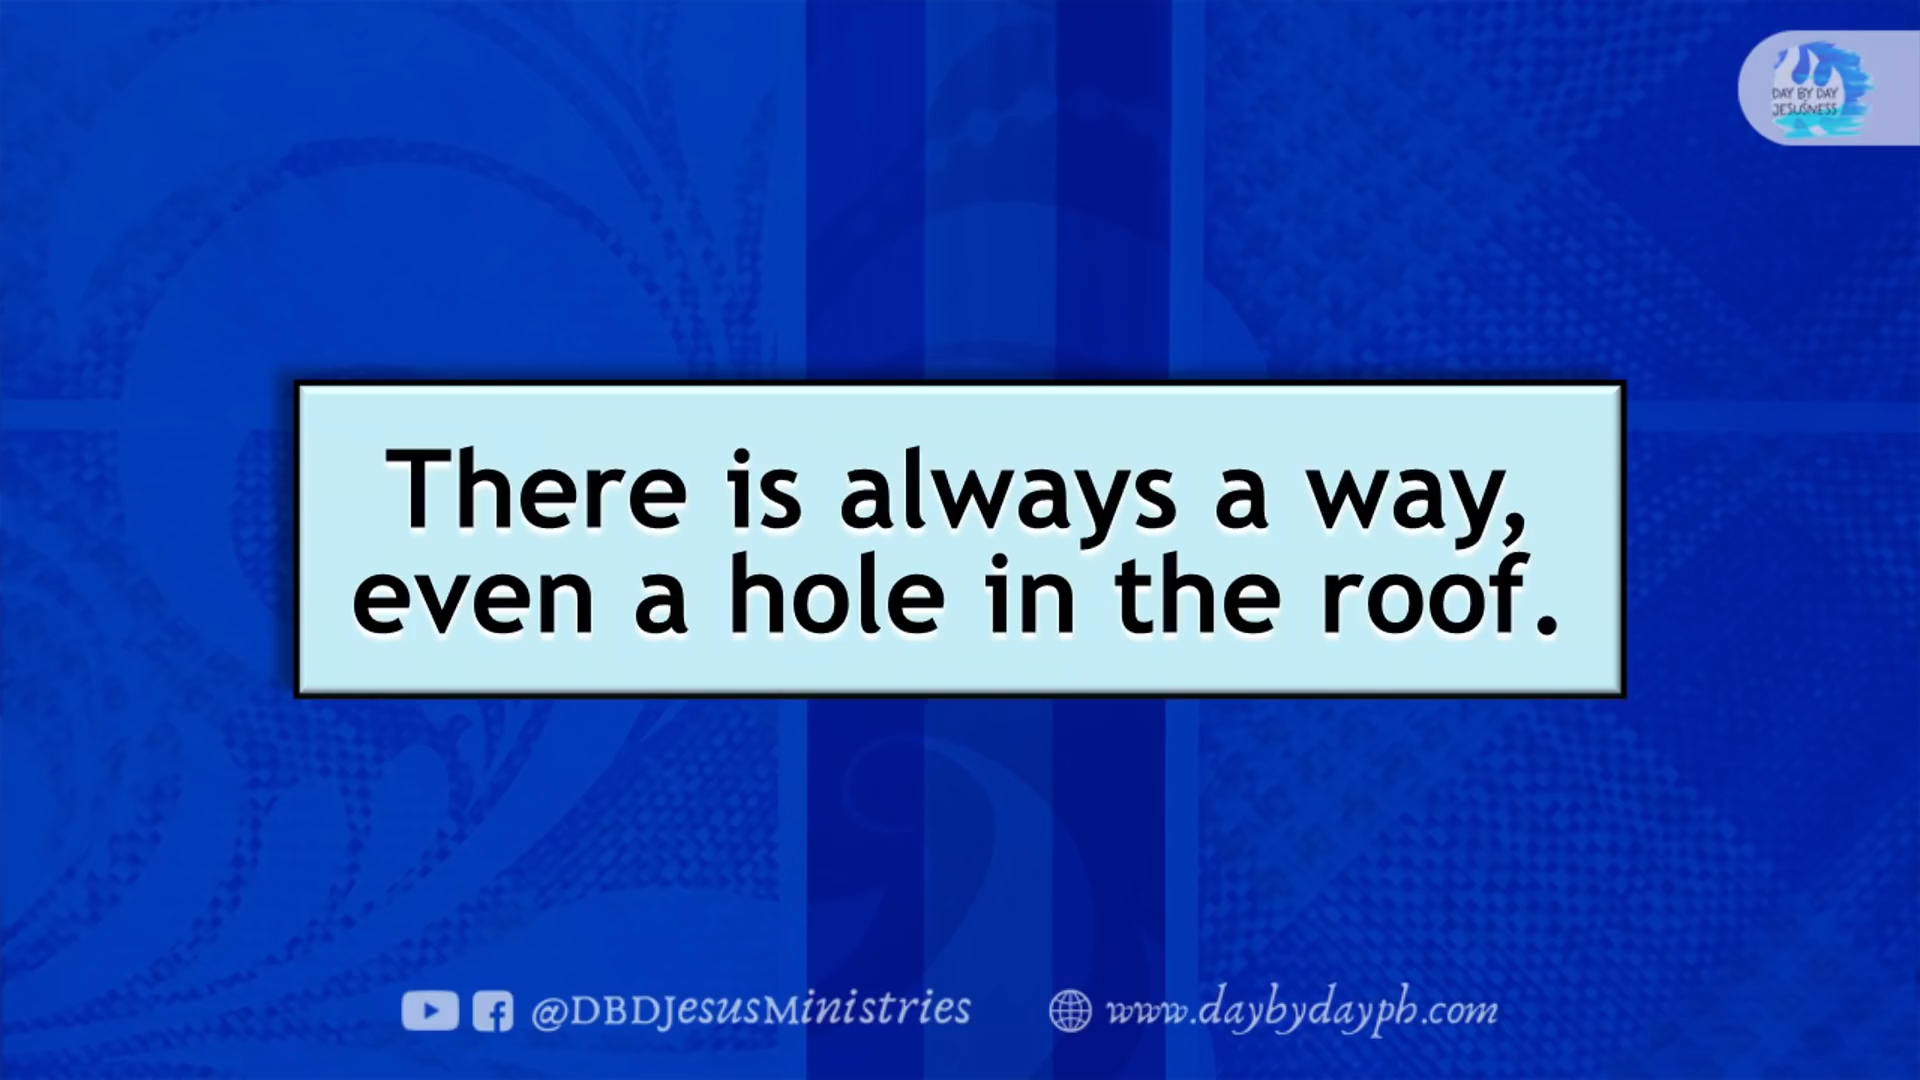 DAY BY DAY
JESUSNESS
There is always a way,
even a hole in the roof.
@DBDJesusMinistries
www.daybydayph.com